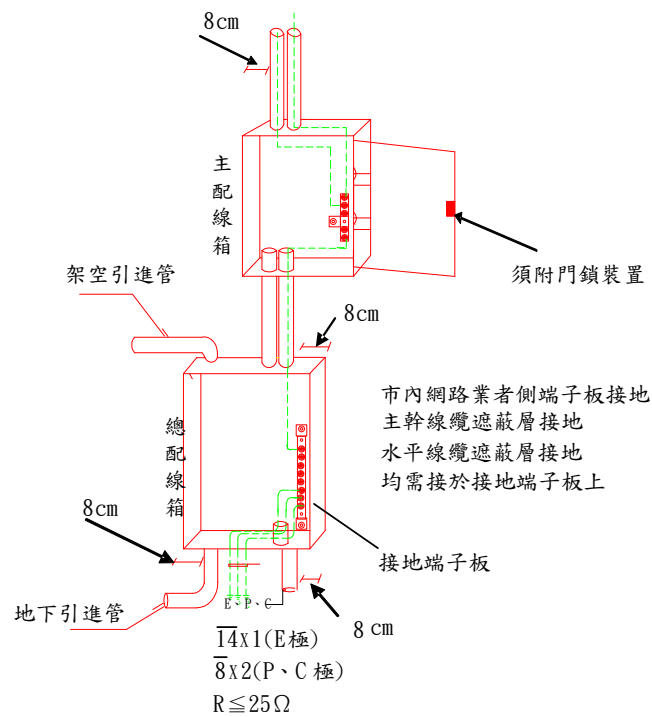 8cm
主配線箱
須附門鎖裝置
架空引進管
8cm
市內網路業者側端子板接地
主幹線纜遮蔽層接地
水平線纜遮蔽層接地
均需接於接地端子板上
總配線箱
8cm
接地端子板
地下引進管
E、P、C
8cm
14x1(E極)
8x2(P、C極)
R≦25Ω